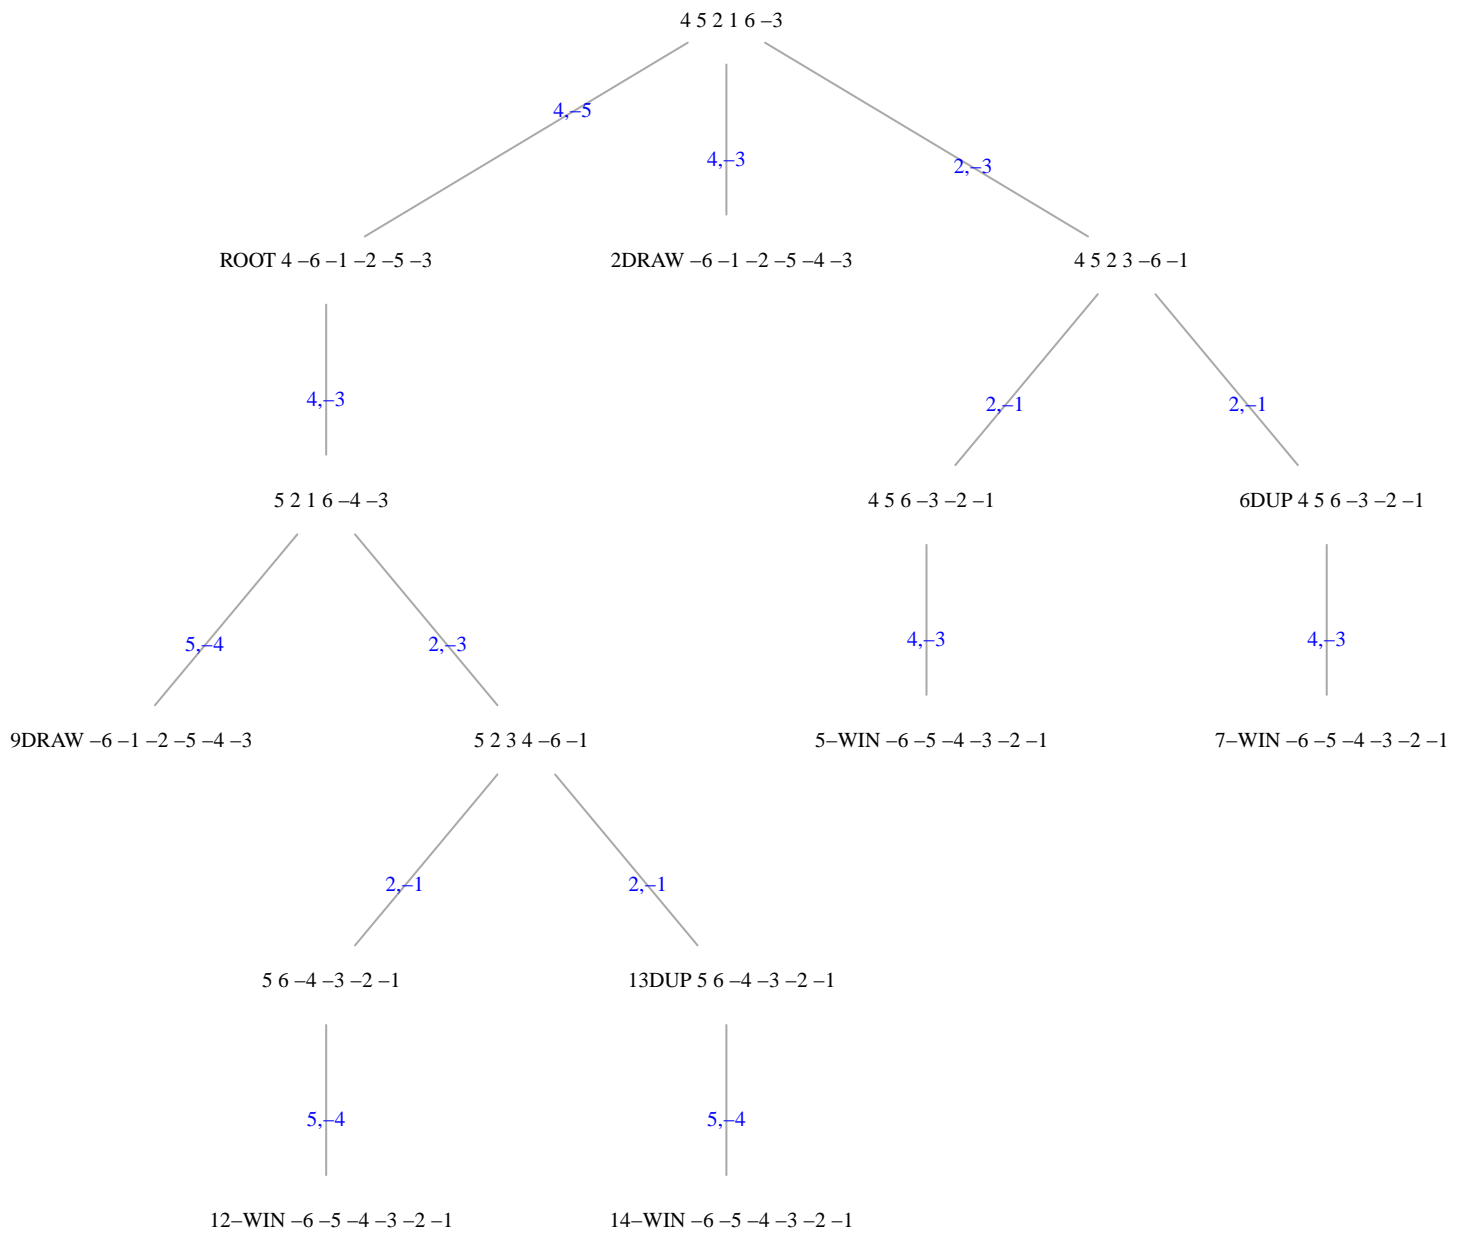 4 5 2 1 6 –3
4,–5
4,–3
2,–3
ROOT 4 –6 –1 –2 –5 –3
2DRAW –6 –1 –2 –5 –4 –3
4 5 2 3 –6 –1
4,–3
2,–1
2,–1
5 2 1 6 –4 –3
4 5 6 –3 –2 –1
6DUP 4 5 6 –3 –2 –1
5,–4
2,–3
4,–3
4,–3
9DRAW –6 –1 –2 –5 –4 –3
5 2 3 4 –6 –1
5–WIN –6 –5 –4 –3 –2 –1
7–WIN –6 –5 –4 –3 –2 –1
2,–1
2,–1
5 6 –4 –3 –2 –1
13DUP 5 6 –4 –3 –2 –1
5,–4
5,–4
12–WIN –6 –5 –4 –3 –2 –1
14–WIN –6 –5 –4 –3 –2 –1